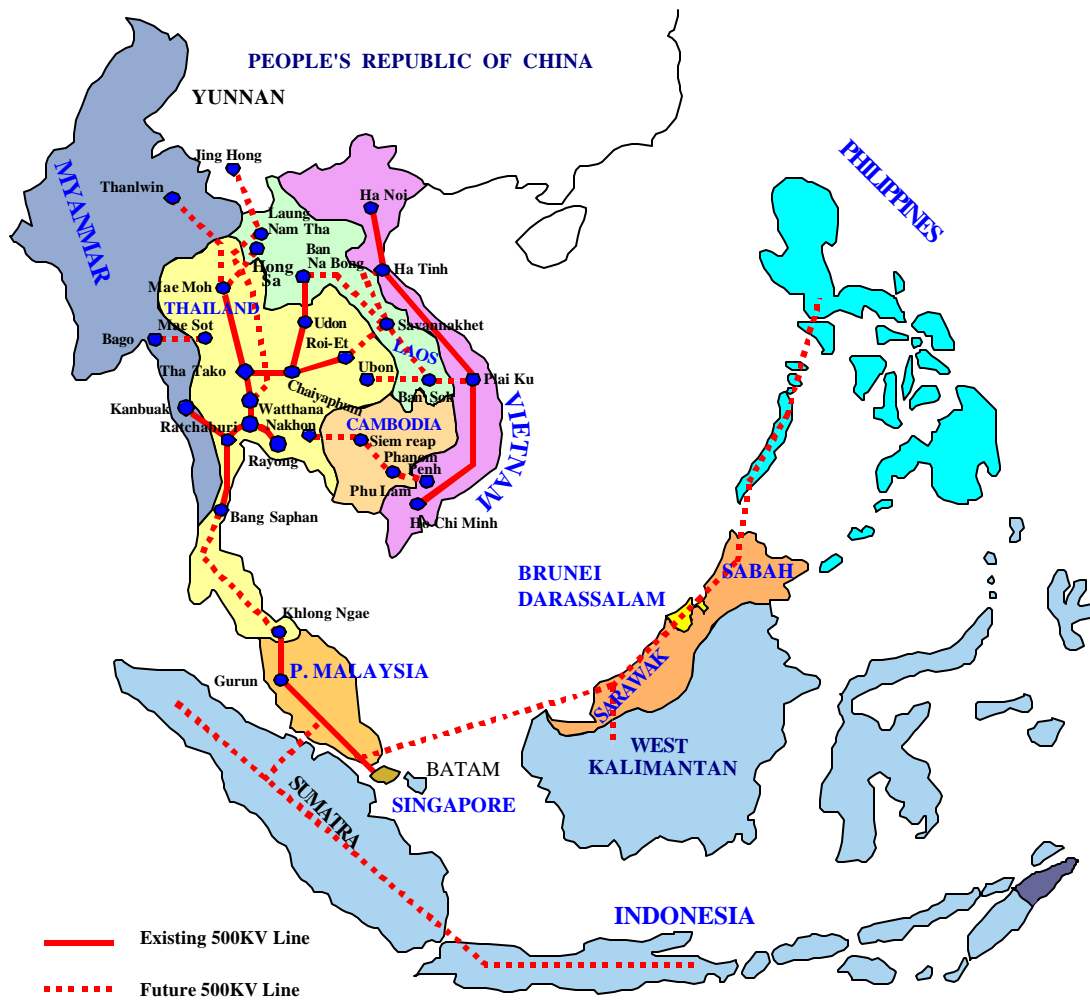 PEOPLE'S REPUBLIC OF CHINA
YUNNAN
Jing Hong
Thanlwin
MYANMAR
Ha Noi
Laung
Nam Tha
Ban
Na Bong
Hong
Sa
Ha Tinh
PHILIPPINES
Mae Moh
THAILAND
Mae Sot
Bago
Udon
Savannakhet
Roi-Et
LAOS
Tha Tako
Ubon
Plai Ku
Chaiyaphum
Ban Sok
Kanbuak
Watthana
Ratchaburi
Nakhon
CAMBODIA
VIETNAM
Siem reap
Rayong
Phanom
Penh
Phu Lam
Bang Saphan
Ho Chi Minh
BRUNEI
DARASSALAM
SABAH
Khlong Ngae
P. MALAYSIA
Gurun
SARAWAK
WEST
KALIMANTAN
BATAM
SINGAPORE
SUMATRA
INDONESIA
Existing 500KV Line
Future 500KV Line